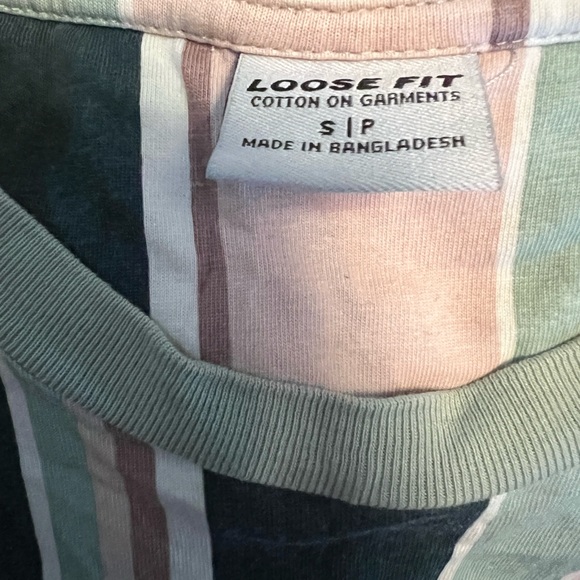 LOOSE FIT
COTTON ON GARMENTS
S | P
MADE IN BANGLADESH